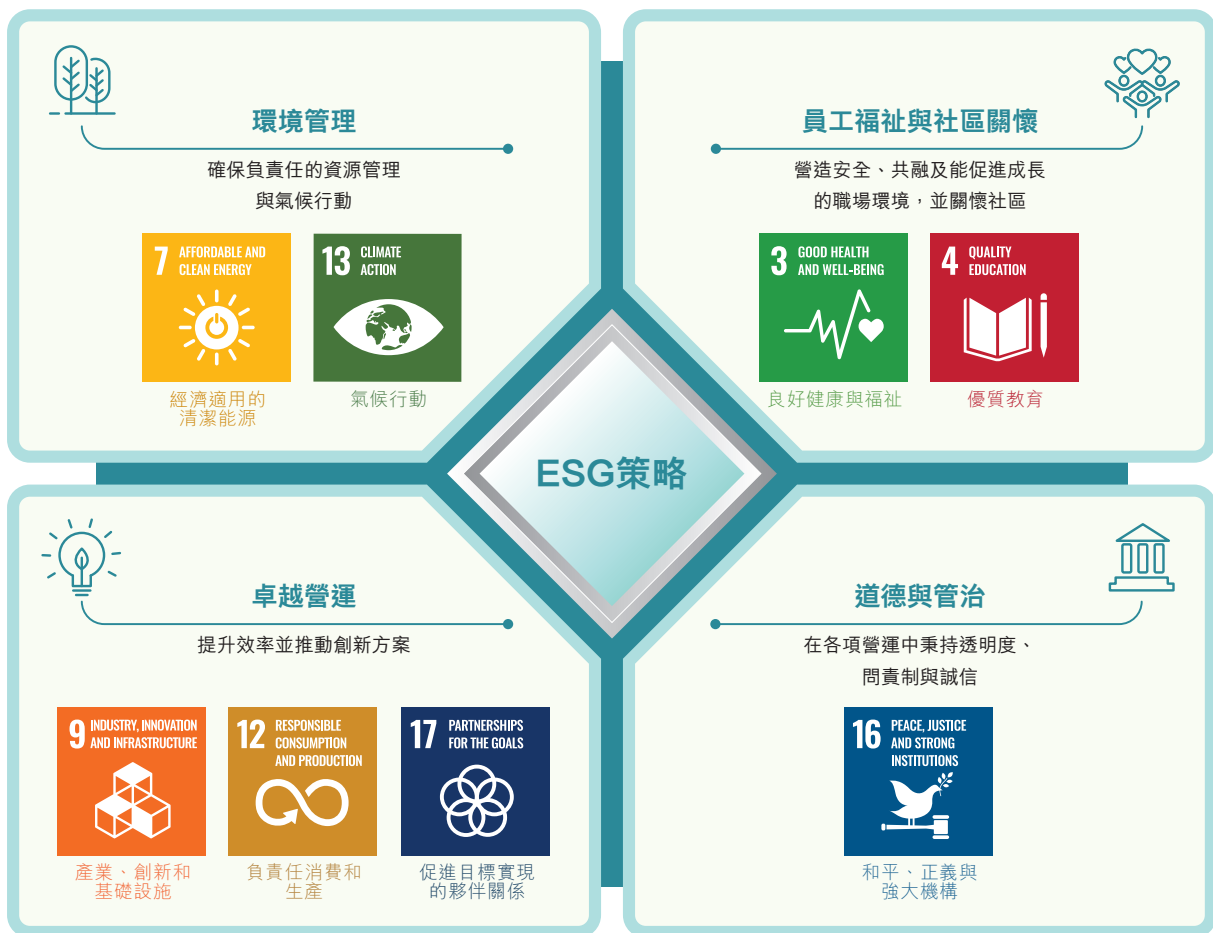 環境管理
確保負責任的資源管理
與氣候行動
7 AFFORDABLE AND
CLEAN ENERGY
經濟適用的
清潔能源
13 CLIMATE
ACTION
氣候行動
員工福祉與社區關懷
營造安全、共融及能促進成長
的職場環境，並關懷社區
3 GOOD HEALTH
AND WELL-BEING
良好健康與福祉
4 QUALITY
EDUCATION
優質教育
ESG策略
卓越營運
提升效率並推動創新方案
9 INDUSTRY, INNOVATION
AND INFRASTRUCTURE
產業、創新和
基礎設施
12 RESPONSIBLE
CONSUMPTION
AND PRODUCTION
負責任消費和
生產
17 PARTNERSHIPS
FOR THE GOALS
促進目標實現
的夥伴關係
道德與管治
在各項營運中秉持透明度、
問責制與誠信
16 PEACE, JUSTICE
AND STRONG
INSTITUTIONS
和平、正義與
強大機構